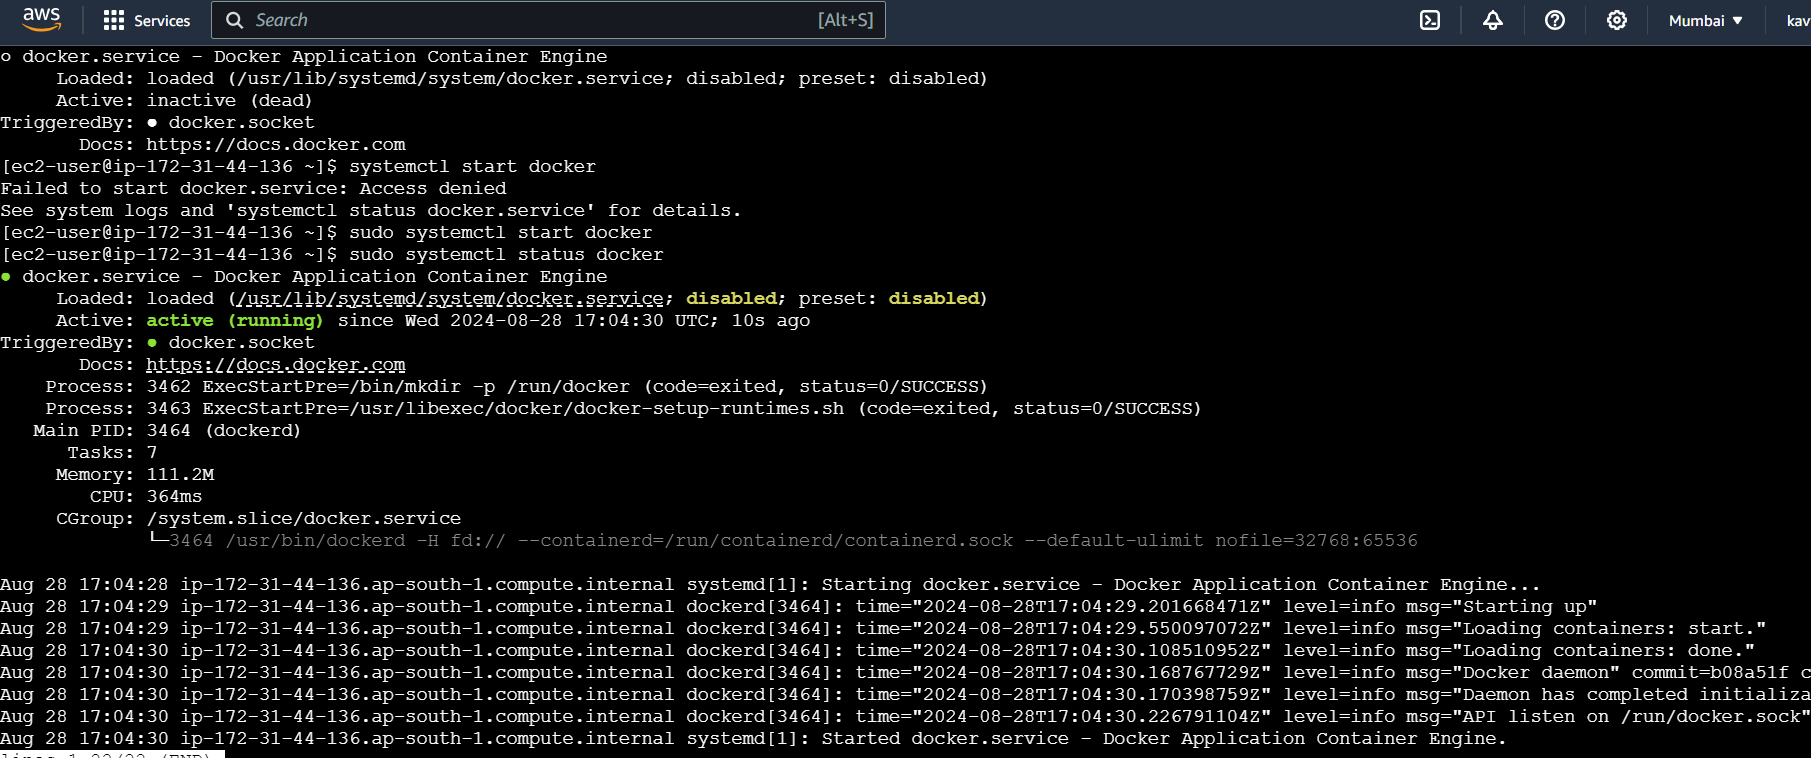 aws Services Search [Alt+S] Mumbai ▼ kav
○ docker.service - Docker Application Container Engine
Loaded: loaded (/usr/lib/systemd/system/docker.service; disabled; preset: disabled)
Active: inactive (dead)
TriggeredBy: ● docker.socket
Docs: https://docs.docker.com
[ec2-user@ip-172-31-44-136 ~]$ systemctl start docker
Failed to start docker.service: Access denied
See system logs and 'systemctl status docker.service' for details.
[ec2-user@ip-172-31-44-136 ~]$ sudo systemctl start docker
[ec2-user@ip-172-31-44-136 ~]$ sudo systemctl status docker
● docker.service - Docker Application Container Engine
Loaded: loaded (/usr/lib/systemd/system/docker.service; disabled; preset: disabled)
Active: active (running) since Wed 2024-08-28 17:04:30 UTC; 10s ago
TriggeredBy: ● docker.socket
Docs: https://docs.docker.com
Process: 3462 ExecStartPre=/bin/mkdir -p /run/docker (code=exited, status=0/SUCCESS)
Process: 3463 ExecStartPre=/usr/libexec/docker/docker-setup-runtimes.sh (code=exited, status=0/SUCCESS)
Main PID: 3464 (dockerd)
Tasks: 7
Memory: 111.2M
CPU: 364ms
CGroup: /system.slice/docker.service
└─3464 /usr/bin/dockerd -H fd:// --containerd=/run/containerd/containerd.sock --default-ulimit nofile=32768:65536
Aug 28 17:04:28 ip-172-31-44-136.ap-south-1.compute.internal systemd[1]: Starting docker.service - Docker Application Container Engine...
Aug 28 17:04:29 ip-172-31-44-136.ap-south-1.compute.internal dockerd[3464]: time="2024-08-28T17:04:29.201668471Z" level=info msg="Starting up"
Aug 28 17:04:29 ip-172-31-44-136.ap-south-1.compute.internal dockerd[3464]: time="2024-08-28T17:04:29.550097072Z" level=info msg="Loading containers: start."
Aug 28 17:04:30 ip-172-31-44-136.ap-south-1.compute.internal dockerd[3464]: time="2024-08-28T17:04:30.108510952Z" level=info msg="Loading containers: done."
Aug 28 17:04:30 ip-172-31-44-136.ap-south-1.compute.internal dockerd[3464]: time="2024-08-28T17:04:30.168767729Z" level=info msg="Docker daemon" commit=b08a51f c
Aug 28 17:04:30 ip-172-31-44-136.ap-south-1.compute.internal dockerd[3464]: time="2024-08-28T17:04:30.170398759Z" level=info msg="Daemon has completed initializa
Aug 28 17:04:30 ip-172-31-44-136.ap-south-1.compute.internal dockerd[3464]: time="2024-08-28T17:04:30.226791104Z" level=info msg="API listen on /run/docker.sock"
Aug 28 17:04:30 ip-172-31-44-136.ap-south-1.compute.internal systemd[1]: Started docker.service - Docker Application Container Engine.